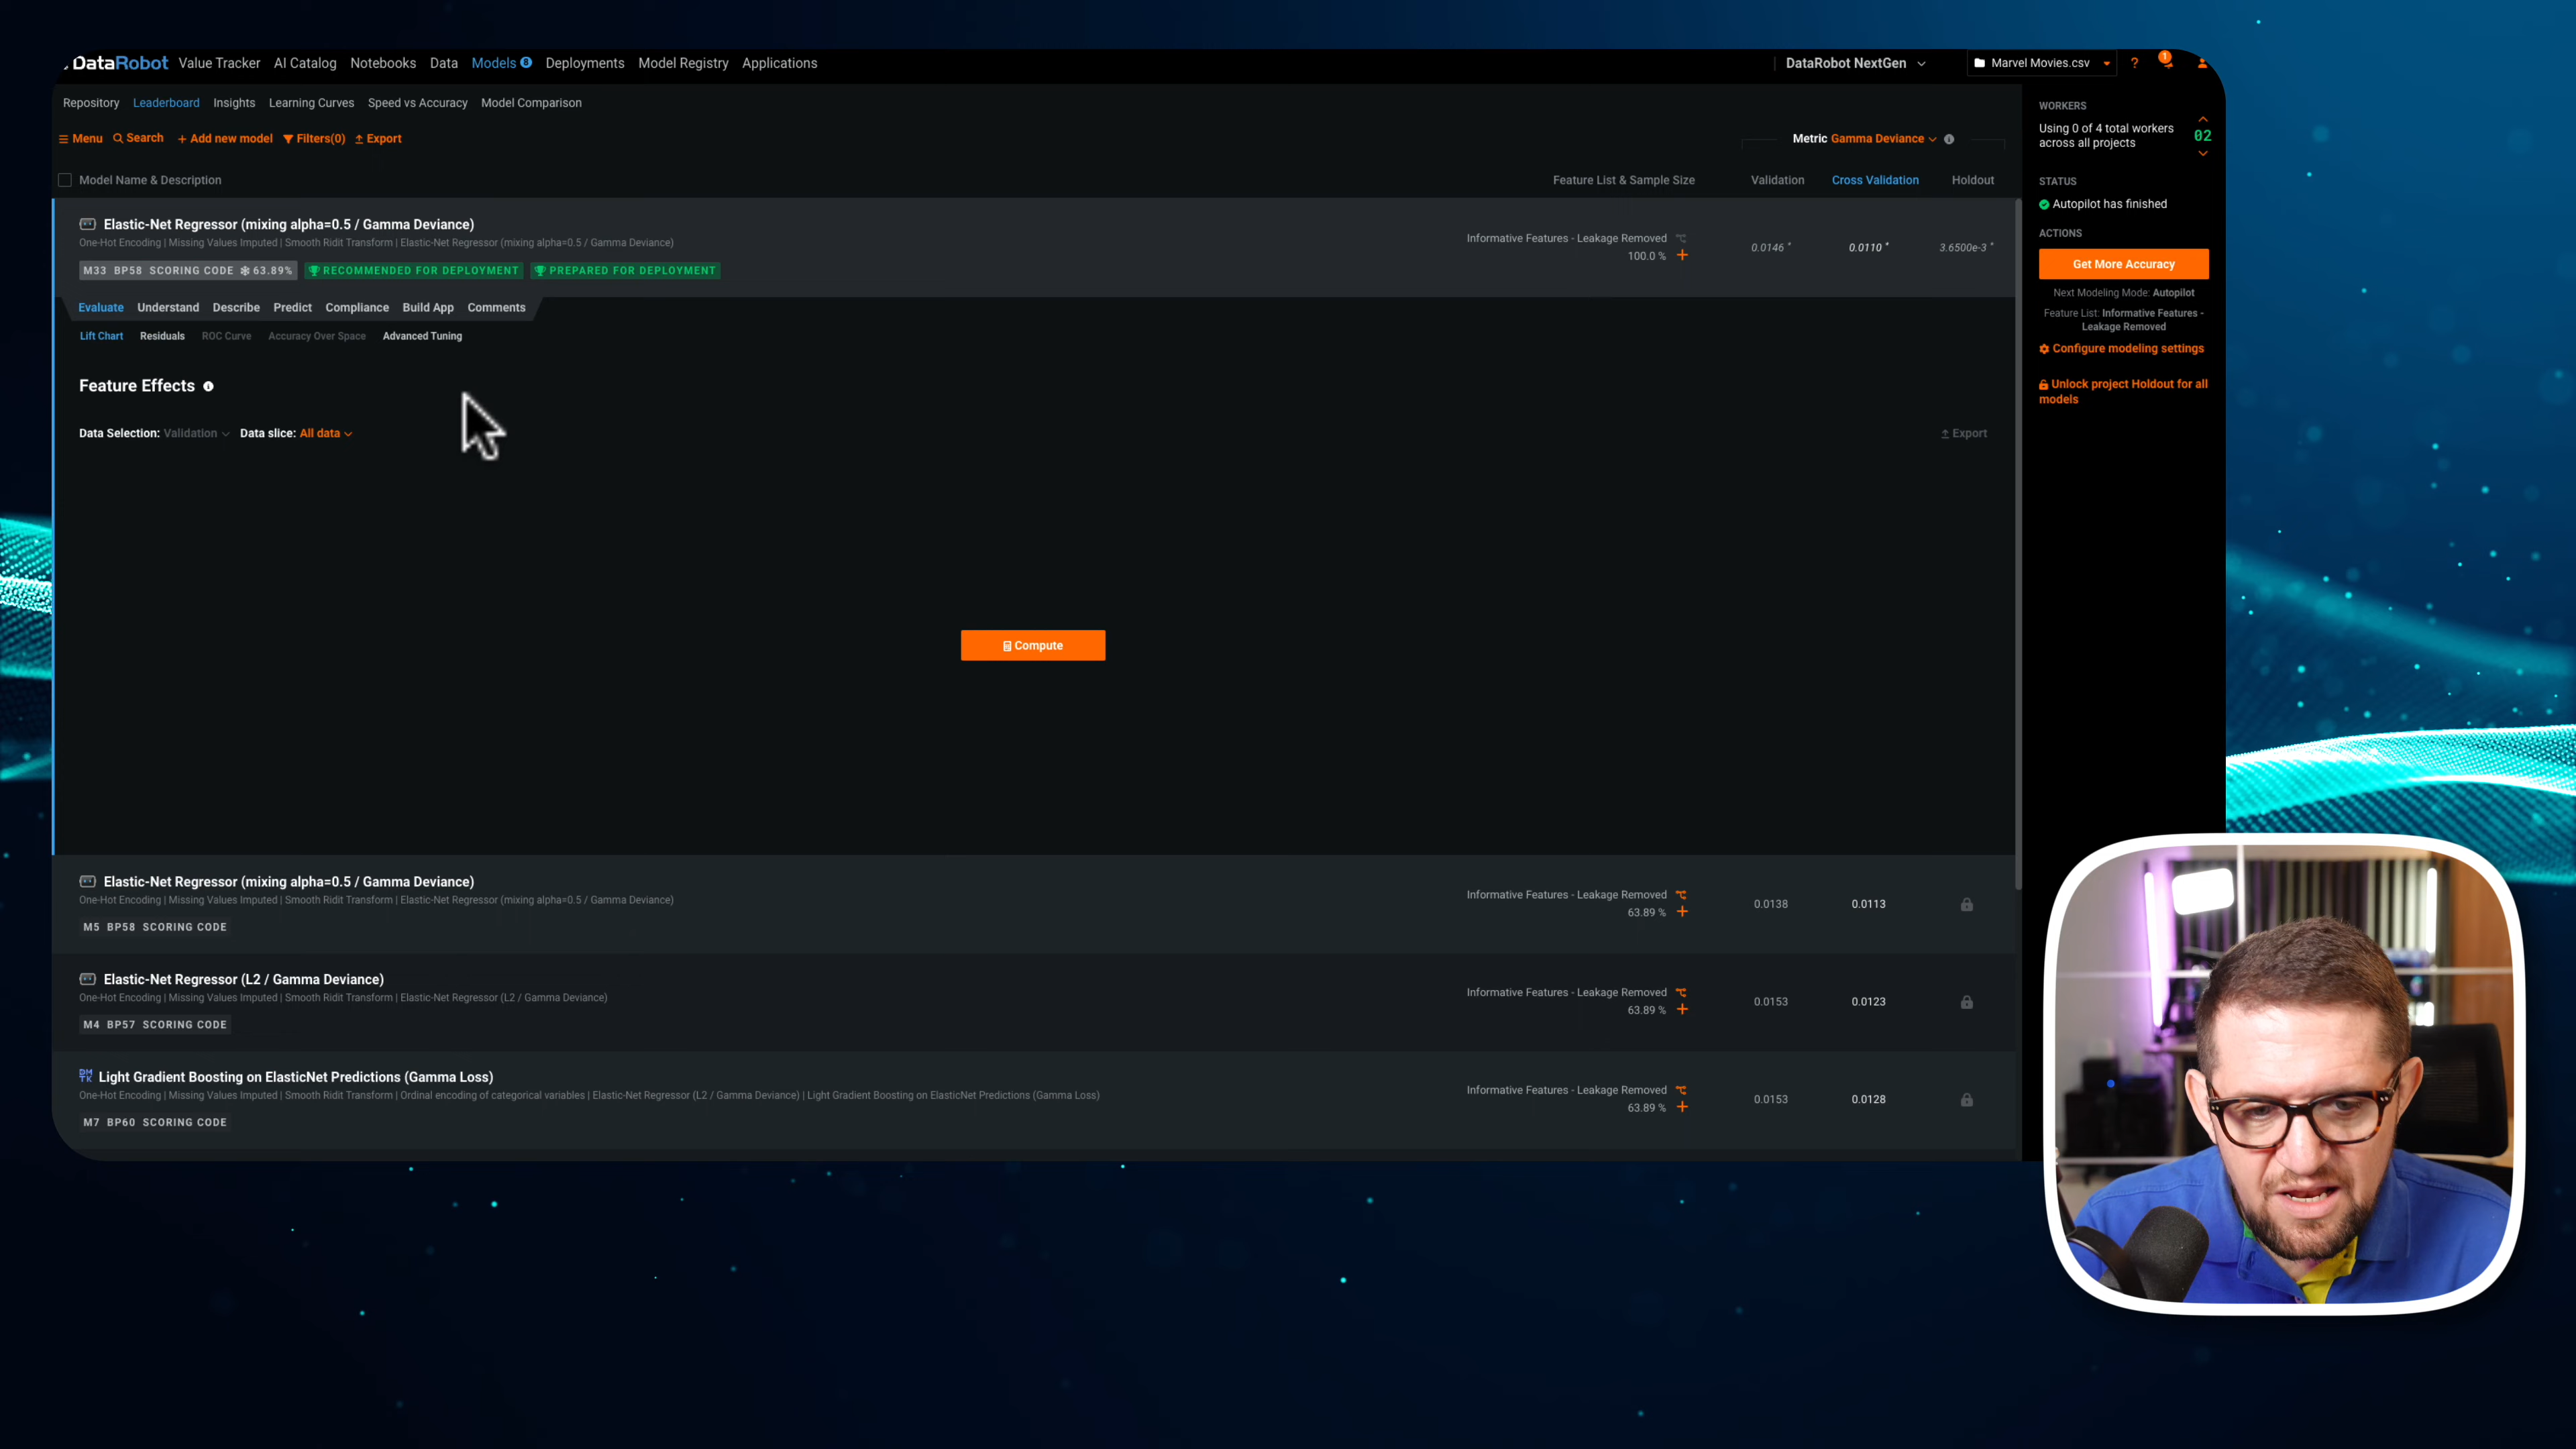 DataRobot Value Tracker AI Catalog Notebooks Data Models 8 Deployments Model Registry Applications
DataRobot NextGen Marvel Movies.csv ? 1
Repository Leaderboard Insights Learning Curves Speed vs Accuracy Model Comparison
Menu Search + Add new model Filters(0) Export
Metric Gamma Deviance
Model Name & Description Feature List & Sample Size Validation Cross Validation Holdout
Elastic-Net Regressor (mixing alpha=0.5 / Gamma Deviance)
One-Hot Encoding | Missing Values Imputed | Smooth Ridit Transform | Elastic-Net Regressor (mixing alpha=0.5 / Gamma Deviance)
M33 BP58 SCORING CODE 63.89% RECOMMENDED FOR DEPLOYMENT PREPARED FOR DEPLOYMENT
Informative Features - Leakage Removed
100.0 % +
0.0146 * 0.0110 * 3.6500e-3 *
Evaluate Understand Describe Predict Compliance Build App Comments
Lift Chart Residuals ROC Curve Accuracy Over Space Advanced Tuning
Feature Effects
Data Selection: Validation Data slice: All data
Export
Compute
Elastic-Net Regressor (mixing alpha=0.5 / Gamma Deviance)
One-Hot Encoding | Missing Values Imputed | Smooth Ridit Transform | Elastic-Net Regressor (mixing alpha=0.5 / Gamma Deviance)
M5 BP58 SCORING CODE
Informative Features - Leakage Removed
63.89 % +
0.0138 0.0113
Elastic-Net Regressor (L2 / Gamma Deviance)
One-Hot Encoding | Missing Values Imputed | Smooth Ridit Transform | Elastic-Net Regressor (L2 / Gamma Deviance)
M4 BP57 SCORING CODE
Informative Features - Leakage Removed
63.89 % +
0.0153 0.0123
Light Gradient Boosting on ElasticNet Predictions (Gamma Loss)
One-Hot Encoding | Missing Values Imputed | Smooth Ridit Transform | Ordinal encoding of categorical variables | Elastic-Net Regressor (L2 / Gamma Deviance) | Light Gradient Boosting on ElasticNet Predictions (Gamma Loss)
M7 BP60 SCORING CODE
Informative Features - Leakage Removed
63.89 % +
0.0153 0.0128
WORKERS
Using 0 of 4 total workers
across all projects
02
STATUS
Autopilot has finished
ACTIONS
Get More Accuracy
Next Modeling Mode: Autopilot
Feature List: Informative Features -
Leakage Removed
Configure modeling settings
Unlock project Holdout for all
models